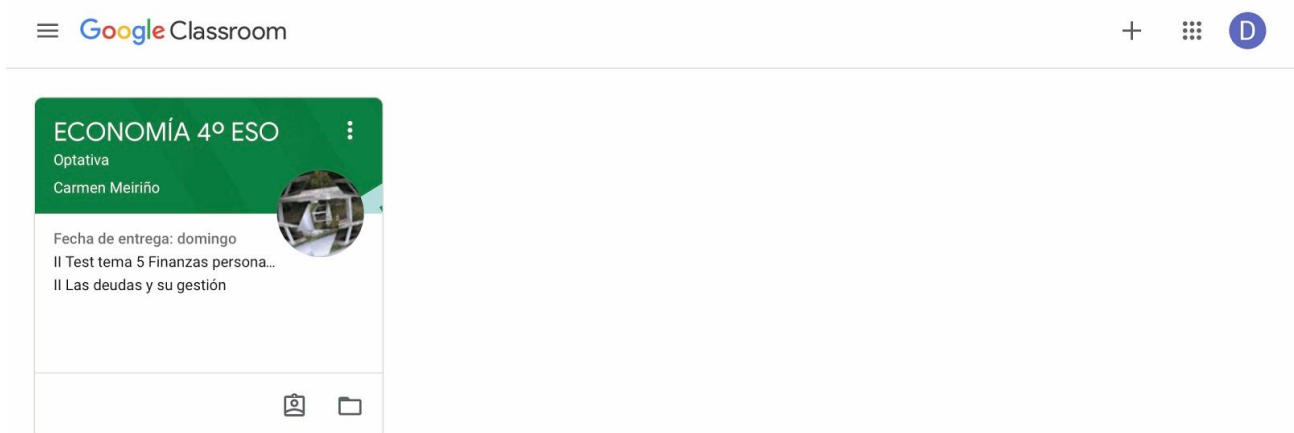 Google Classroom
D
ECONOMÍA 4º ESO
Optativa
Carmen Meiriño
Fecha de entrega: domingo
II Test tema 5 Finanzas persona...
II Las deudas y su gestión